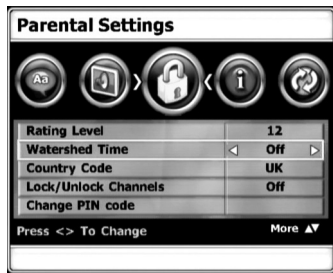 Parental Settings
Aa
i
Rating Level 12
Watershed Time Off
Country Code UK
Lock/Unlock Channels Off
Change PIN code
Press <> To Change More ▲▼